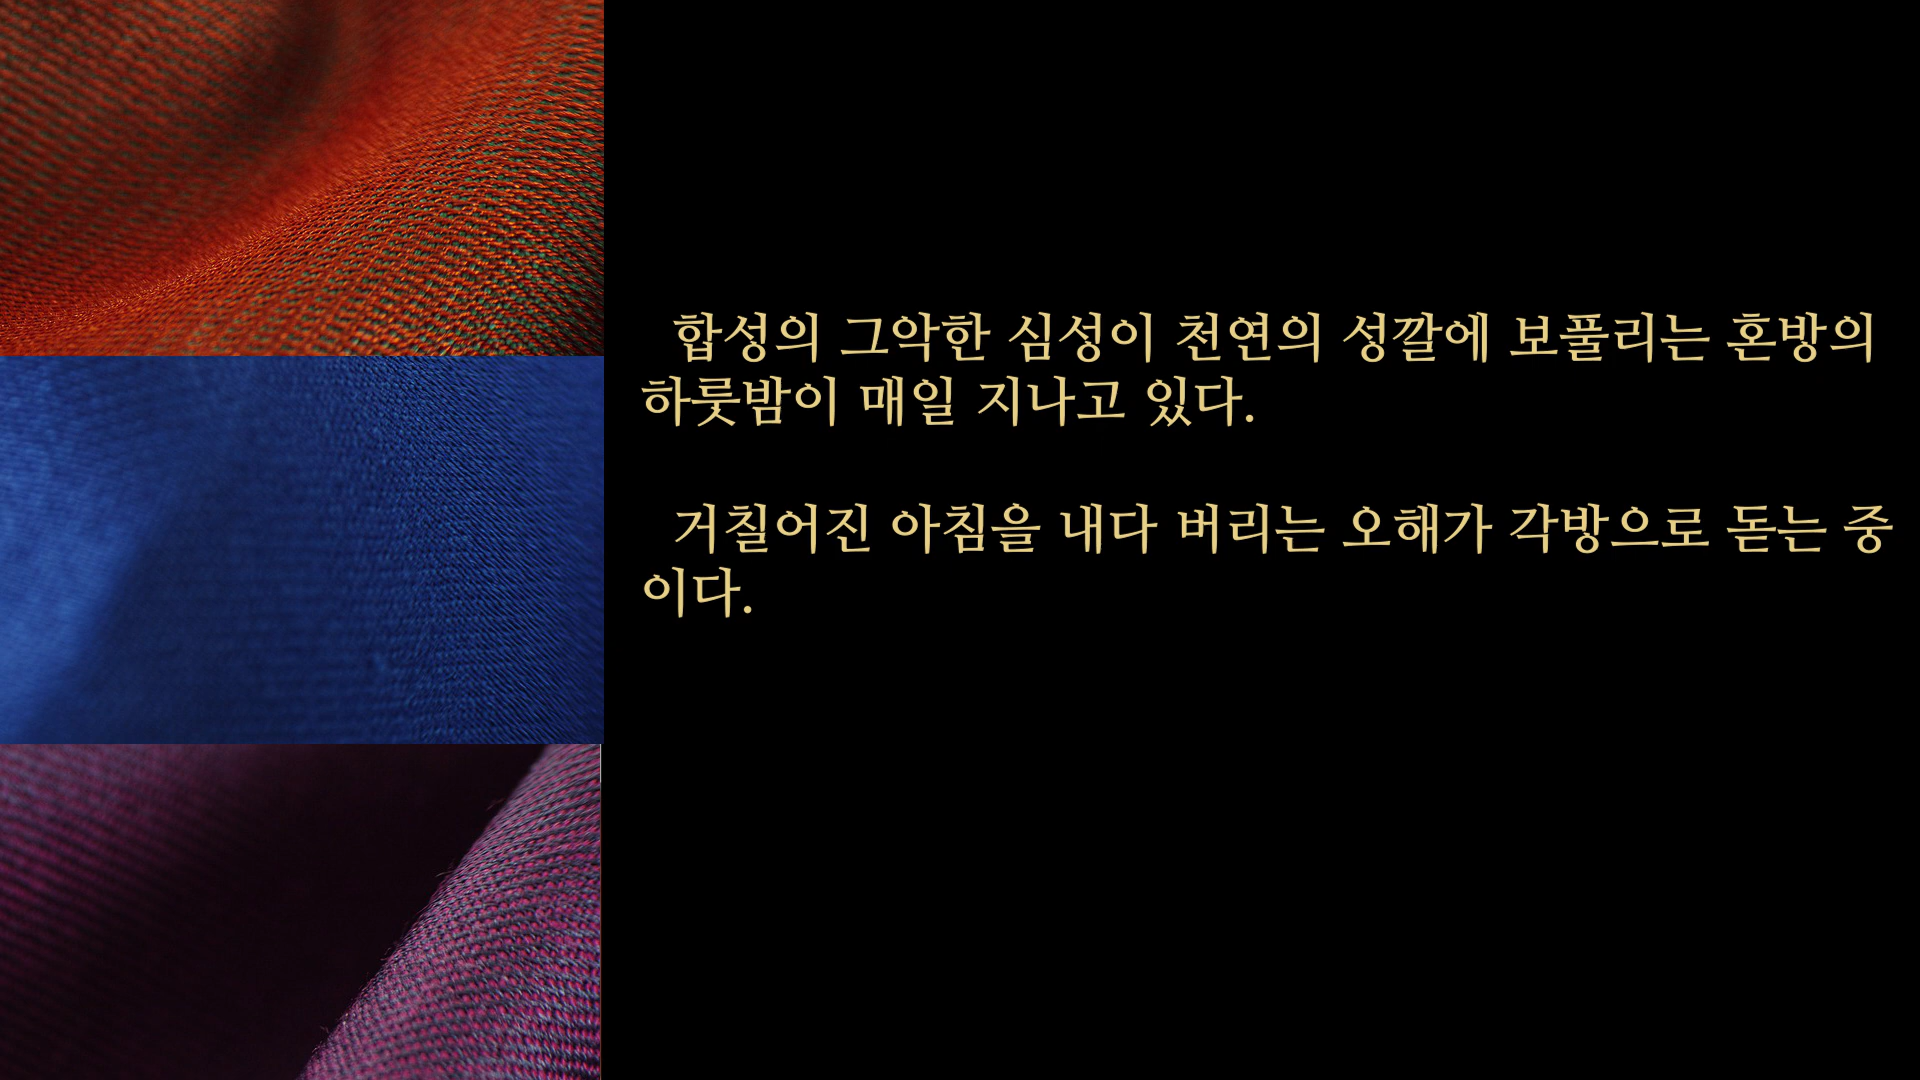 합성의 그악한 심성이 천연의 성깔에 보풀리는 혼방의
하룻밤이 매일 지나고 있다.
거칠어진 아침을 내다 버리는 오해가 각방으로 돋는 중
이다.